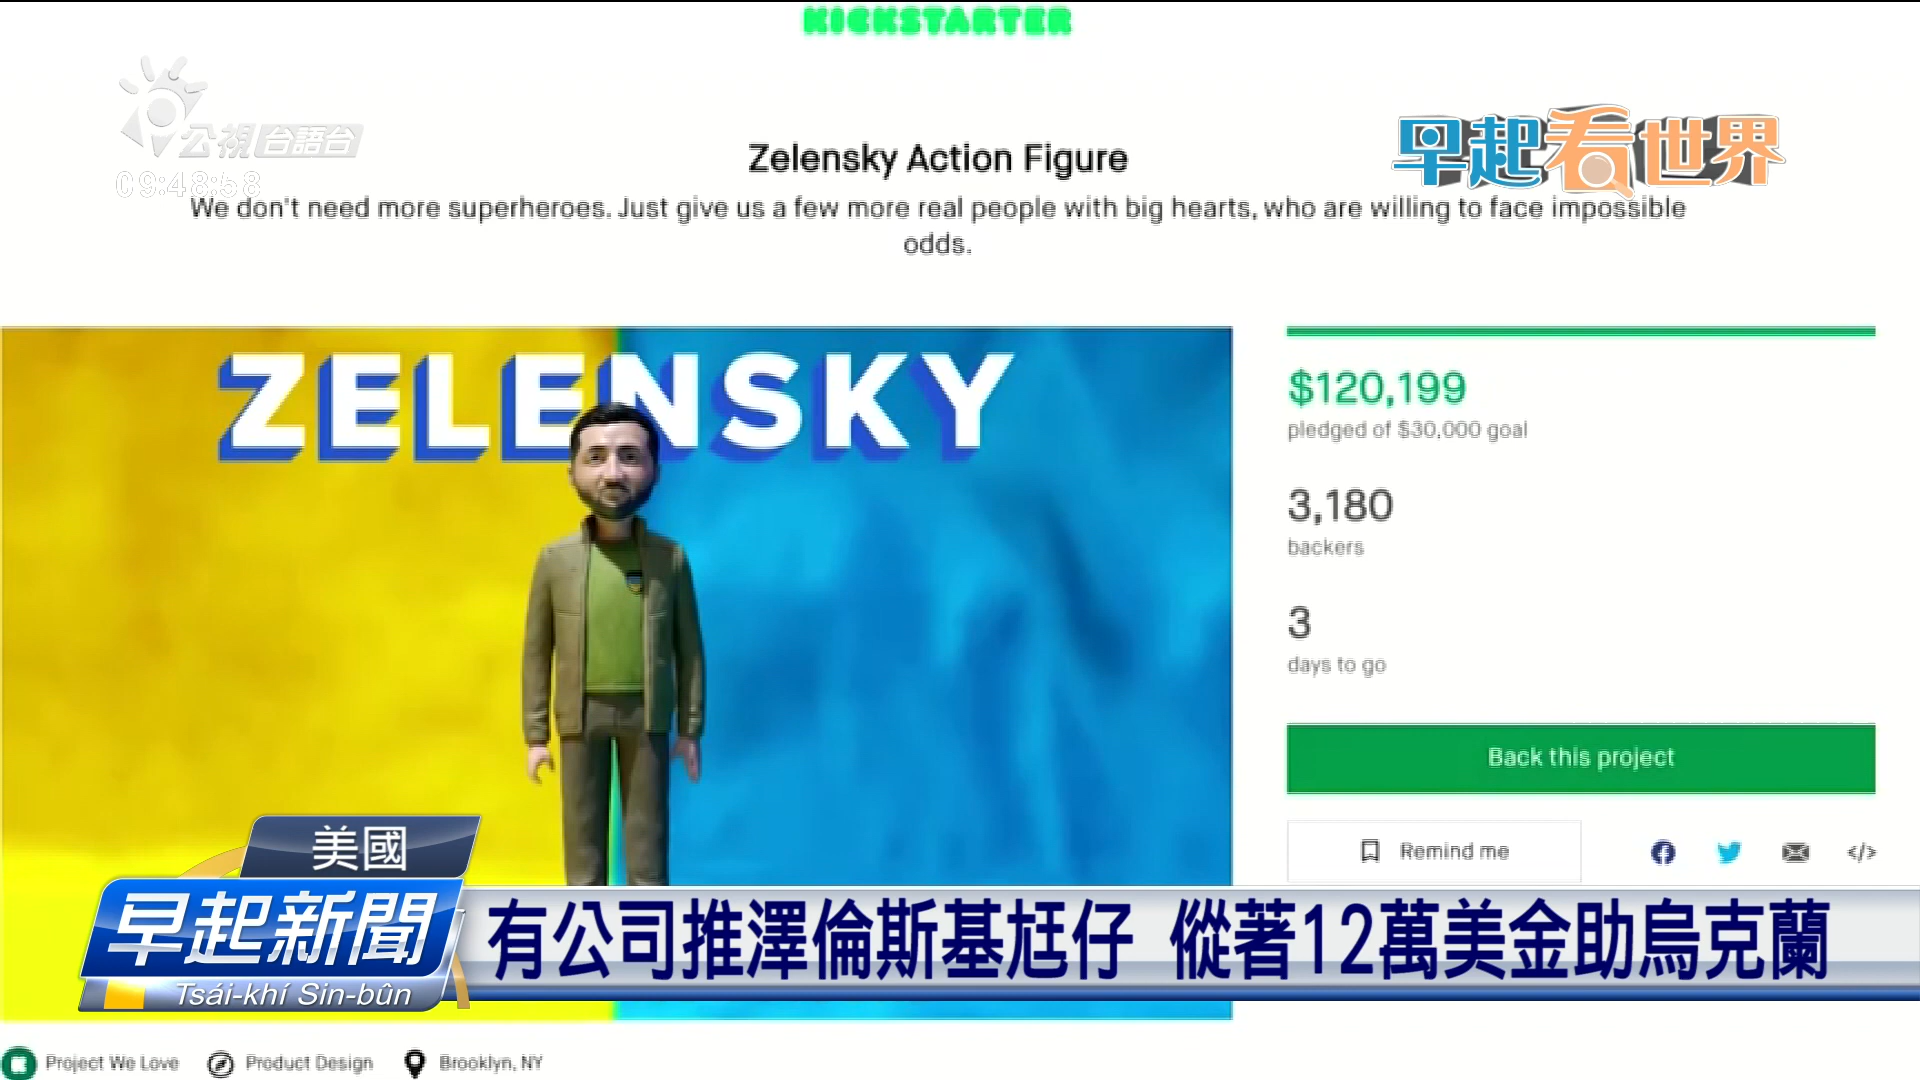 KICKSTARTER
公視台語台
09:48:58
早起看世界
Zelensky Action Figure
We don't need more superheroes. Just give us a few more real people with big hearts, who are willing to face impossible
odds.
ZELENSKY
$120,199
pledged of $30,000 goal
3,180
backers
3
days to go
Back this project
Remind me
美國
早起新聞
Tsái-khí Sin-bûn
有公司推澤倫斯基尪仔 傱著12萬美金助烏克蘭
Project We Love
Product Design
Brooklyn, NY